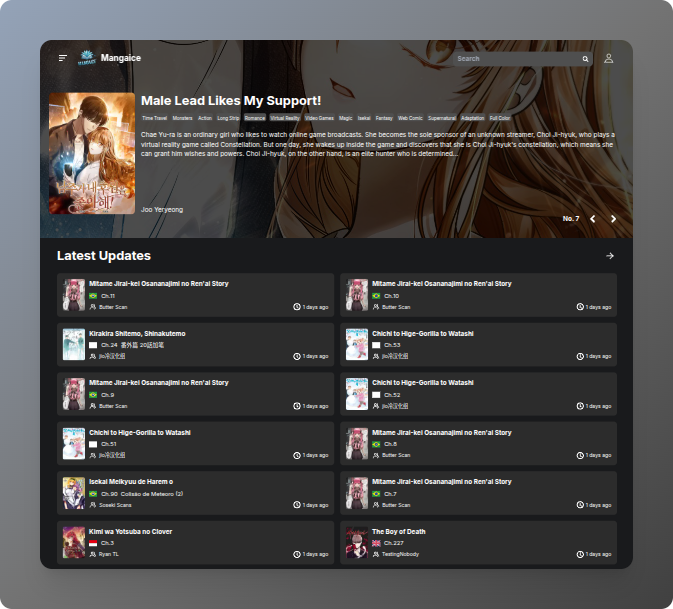 Mangaice
Search
Male Lead Likes My Support!
Time Travel Monsters Action Long Strip Romance Virtual Reality Video Games Magic Isekai Fantasy Web Comic Supernatural Adaptation Full Color
Chae Yu-ra is an ordinary girl who likes to watch online game broadcasts. She becomes the sole sponsor of an unknown streamer, Choi Ji-hyuk, who plays a
virtual reality game called Constellation. But one day, she wakes up inside the game and discovers that she is Choi Ji-hyuk's constellation, which means she
can grant him wishes and powers. Choi Ji-hyuk, on the other hand, is an elite hunter who is determined...
Joo Yeryeong
No. 7
Latest Updates
Mitame Jirai-kei Osananajimi no Ren'ai Story
Ch.11
Butter Scan
1 days ago
Mitame Jirai-kei Osananajimi no Ren'ai Story
Ch.10
Butter Scan
1 days ago
Kirakira Shitemo, Shinakutemo
Ch.24 番外篇 20話加笔
Jlo冷汉化组
1 days ago
Chichi to Hige-Gorilla to Watashi
Ch.53
Jlo冷汉化组
1 days ago
Mitame Jirai-kei Osananajimi no Ren'ai Story
Ch.9
Butter Scan
1 days ago
Chichi to Hige-Gorilla to Watashi
Ch.52
Jlo冷汉化组
1 days ago
Chichi to Hige-Gorilla to Watashi
Ch.51
Jlo冷汉化组
1 days ago
Mitame Jirai-kei Osananajimi no Ren'ai Story
Ch.8
Butter Scan
1 days ago
Isekai Meikyuu de Harem o
Ch.90 Colisão de Meteoro (2)
Soseki Scans
1 days ago
Mitame Jirai-kei Osananajimi no Ren'ai Story
Ch.7
Butter Scan
1 days ago
Kimi wa Yotsuba no Clover
Ch.3
Ryan TL
1 days ago
The Boy of Death
Ch.227
TestingNobody
1 days ago